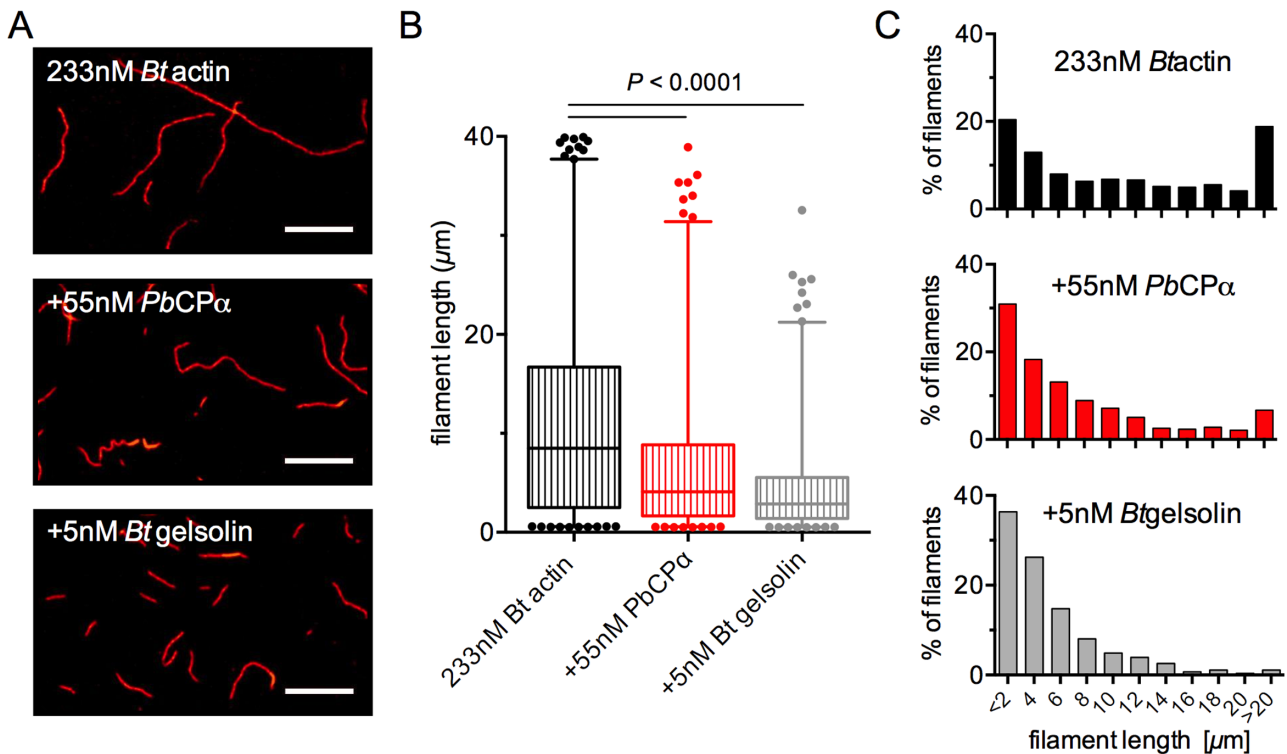 A
233nM Bt actin
+55nM PbCPα
+5nM Bt gelsolin
B
P < 0.0001
40
20
0
filament length (µm)
233nM Bt actin
+55nM PbCPα
+5nM Bt gelsolin
C
233nM Btactin
40
20
0
% of filaments
+55nM PbCPα
40
20
0
% of filaments
+5nM Btgelsolin
40
20
0
% of filaments
<2 4 6 8 10 12 14 16 18 20 >20
filament length [µm]